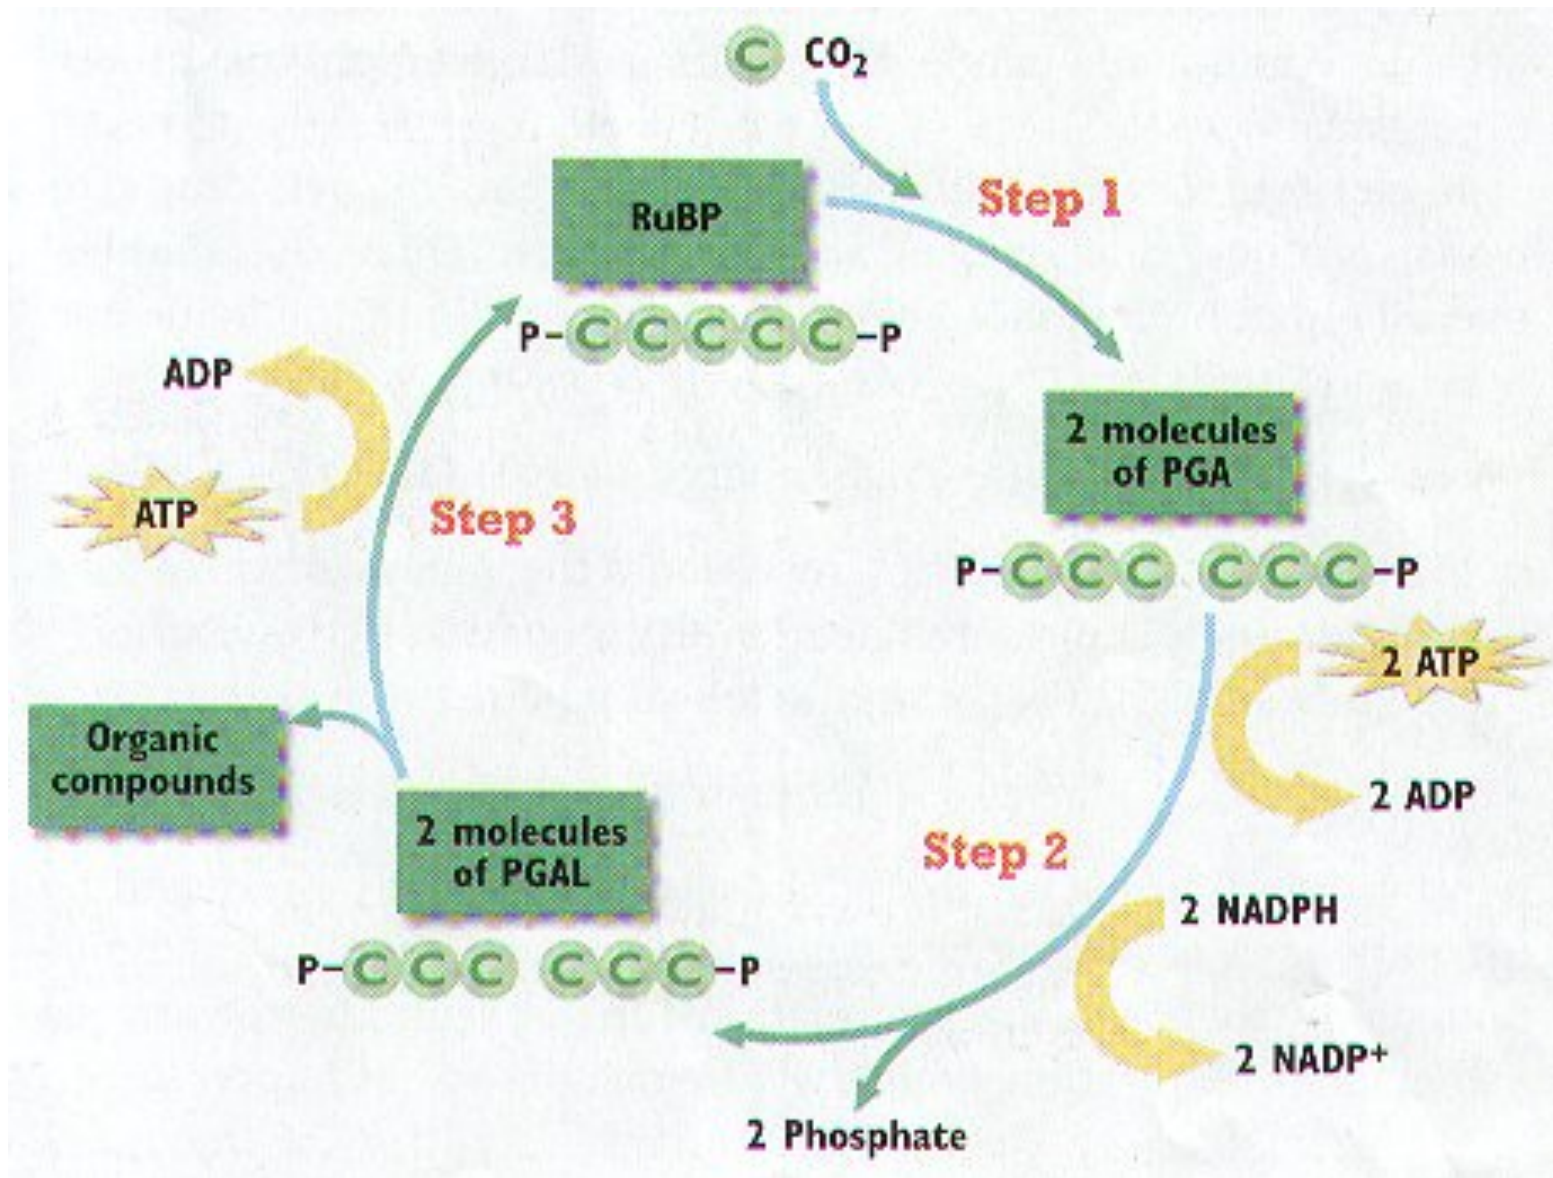 C CO₂
Step 1
RuBP
P-CCCCC-P
ADP
2 molecules
of PGA
ATP
Step 3
P-CCC CCC-P
2 ATP
Organic
compounds
2 ADP
2 molecules
of PGAL
Step 2
2 NADPH
P-CCC CCC-P
2 NADP⁺
2 Phosphate